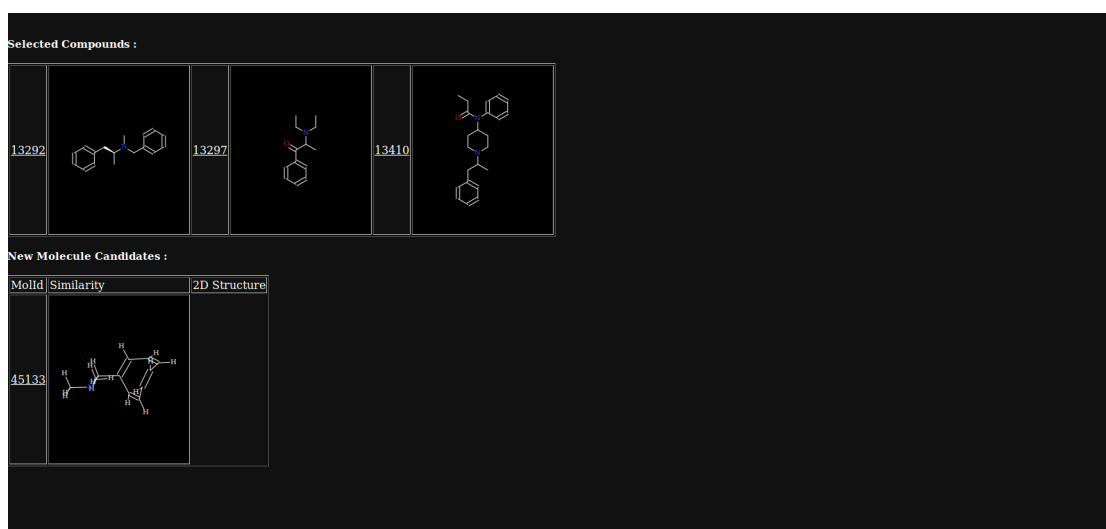 Selected Compounds :
13292 N 13297 N O 13410 O N N
New Molecule Candidates :
MolId Similarity 2D Structure
45133 H H H H H H H H H H H H H